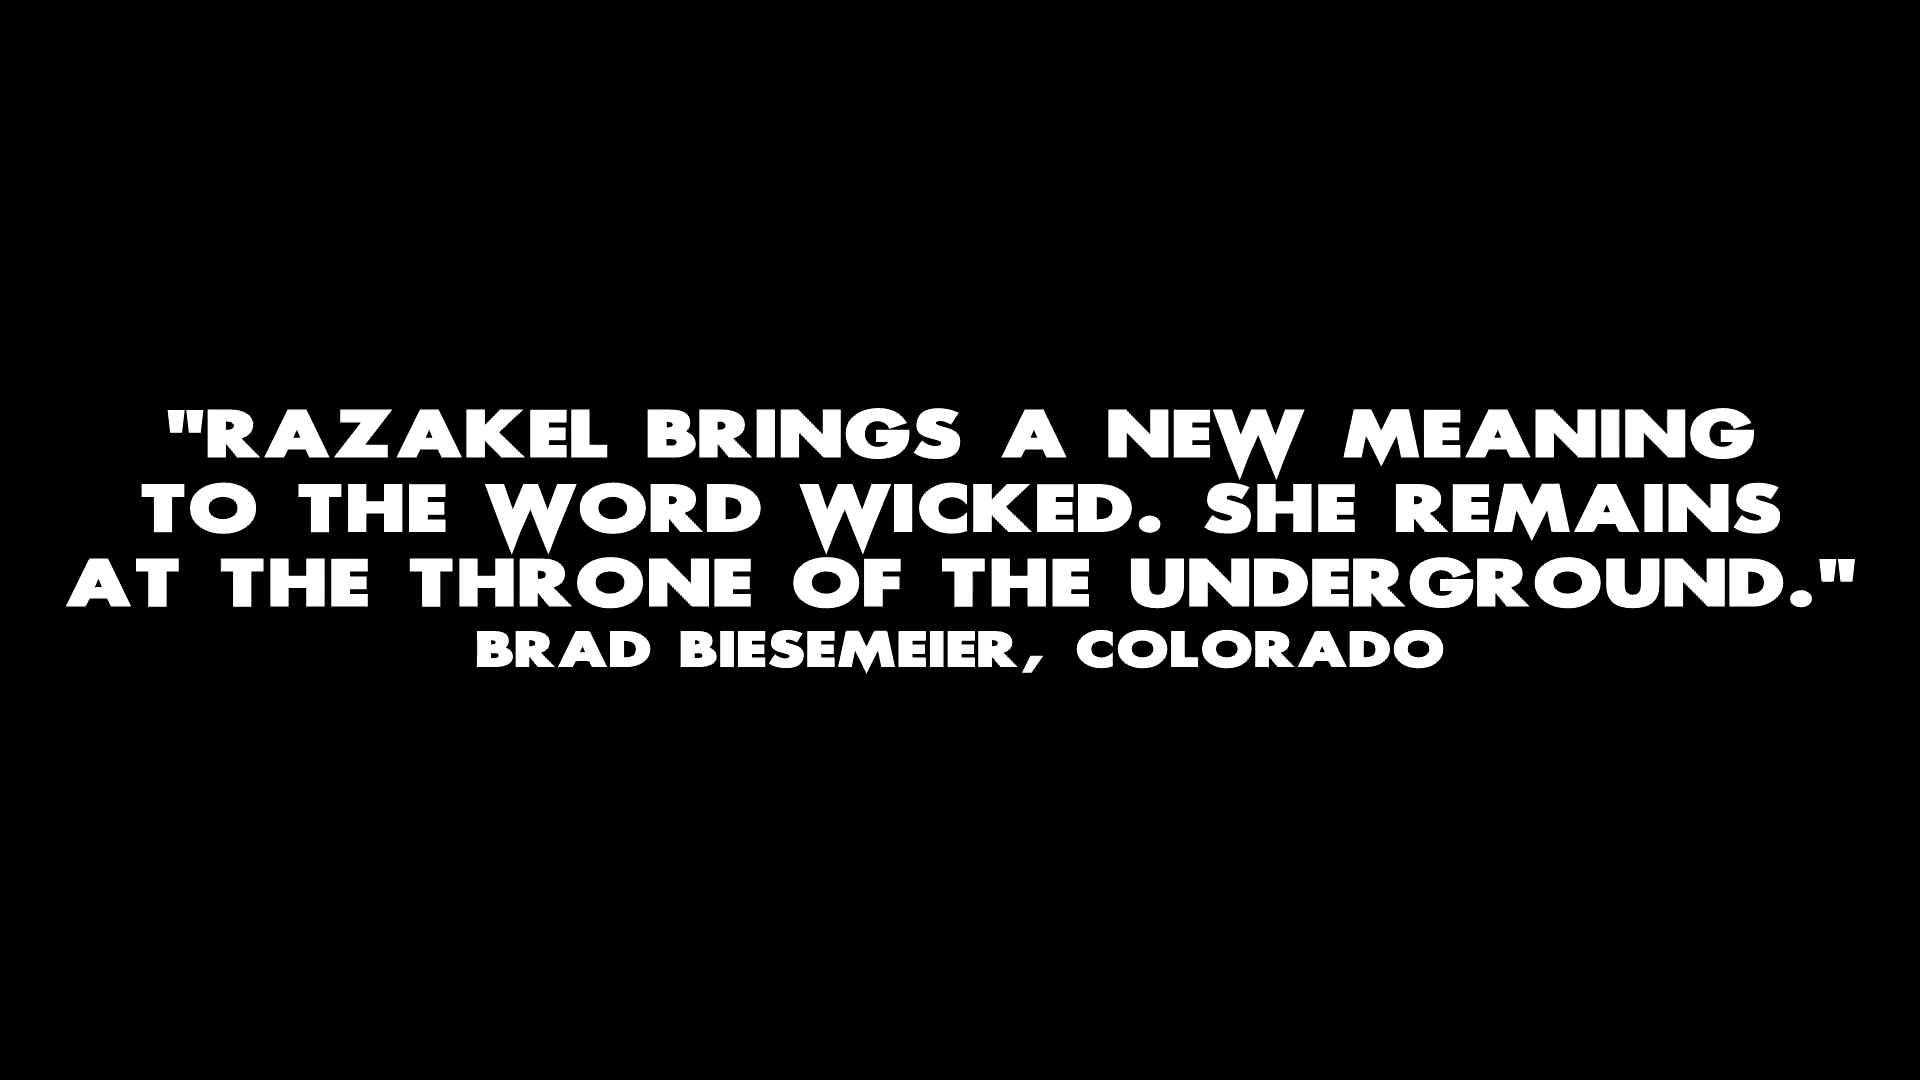 "RAZAKEL BRINGS A NEW MEANING
TO THE WORD WICKED. SHE REMAINS
AT THE THRONE OF THE UNDERGROUND."
BRAD BIESEMEIER, COLORADO